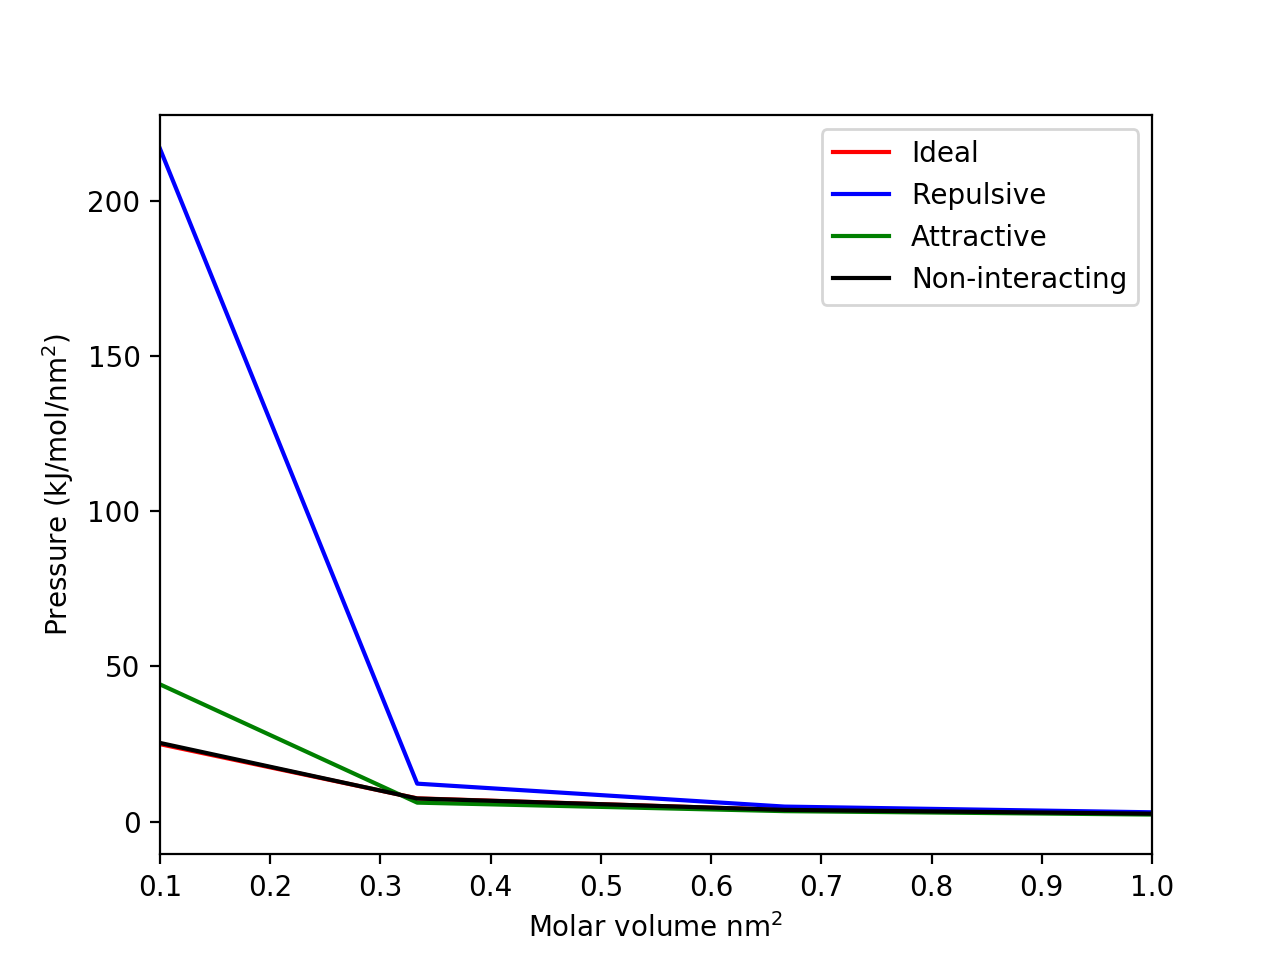 Ideal
Repulsive
Attractive
Non-interacting
200
150
100
50
0
Pressure (kJ/mol/nm²)
0.1 0.2 0.3 0.4 0.5 0.6 0.7 0.8 0.9 1.0
Molar volume nm²